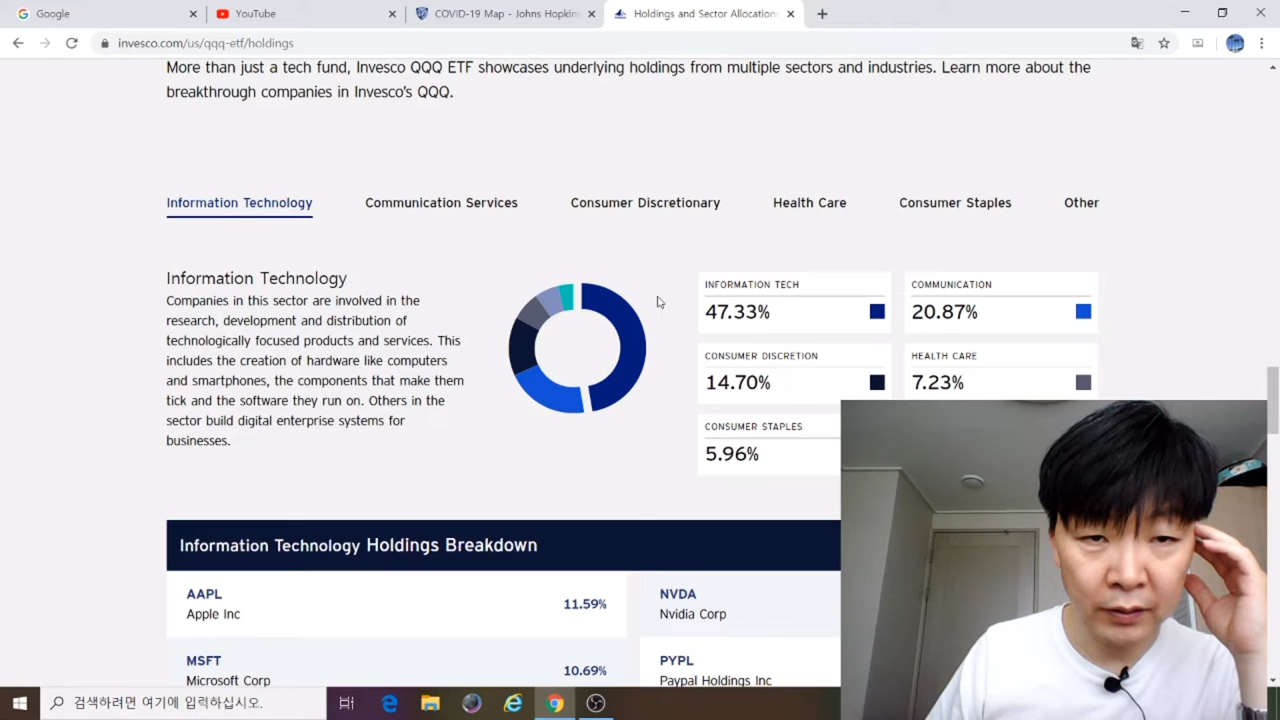 Google
YouTube
COVID-19 Map - Johns Hopkins
Holdings and Sector Allocations
invesco.com/us/qqq-etf/holdings
More than just a tech fund, Invesco QQQ ETF showcases underlying holdings from multiple sectors and industries. Learn more about the
breakthrough companies in Invesco's QQQ.
Information Technology
Communication Services
Consumer Discretionary
Health Care
Consumer Staples
Other
Information Technology
Companies in this sector are involved in the
research, development and distribution of
technologically focused products and services. This
includes the creation of hardware like computers
and smartphones, the components that make them
tick and the software they run on. Others in the
sector build digital enterprise systems for
businesses.
INFORMATION TECH
47.33%
COMMUNICATION
20.87%
CONSUMER DISCRETION
14.70%
HEALTH CARE
7.23%
CONSUMER STAPLES
5.96%
Information Technology Holdings Breakdown
AAPL
Apple Inc
11.59%
NVDA
Nvidia Corp
MSFT
Microsoft Corp
10.69%
PYPL
Paypal Holdings Inc
검색하려면 여기에 입력하십시오.